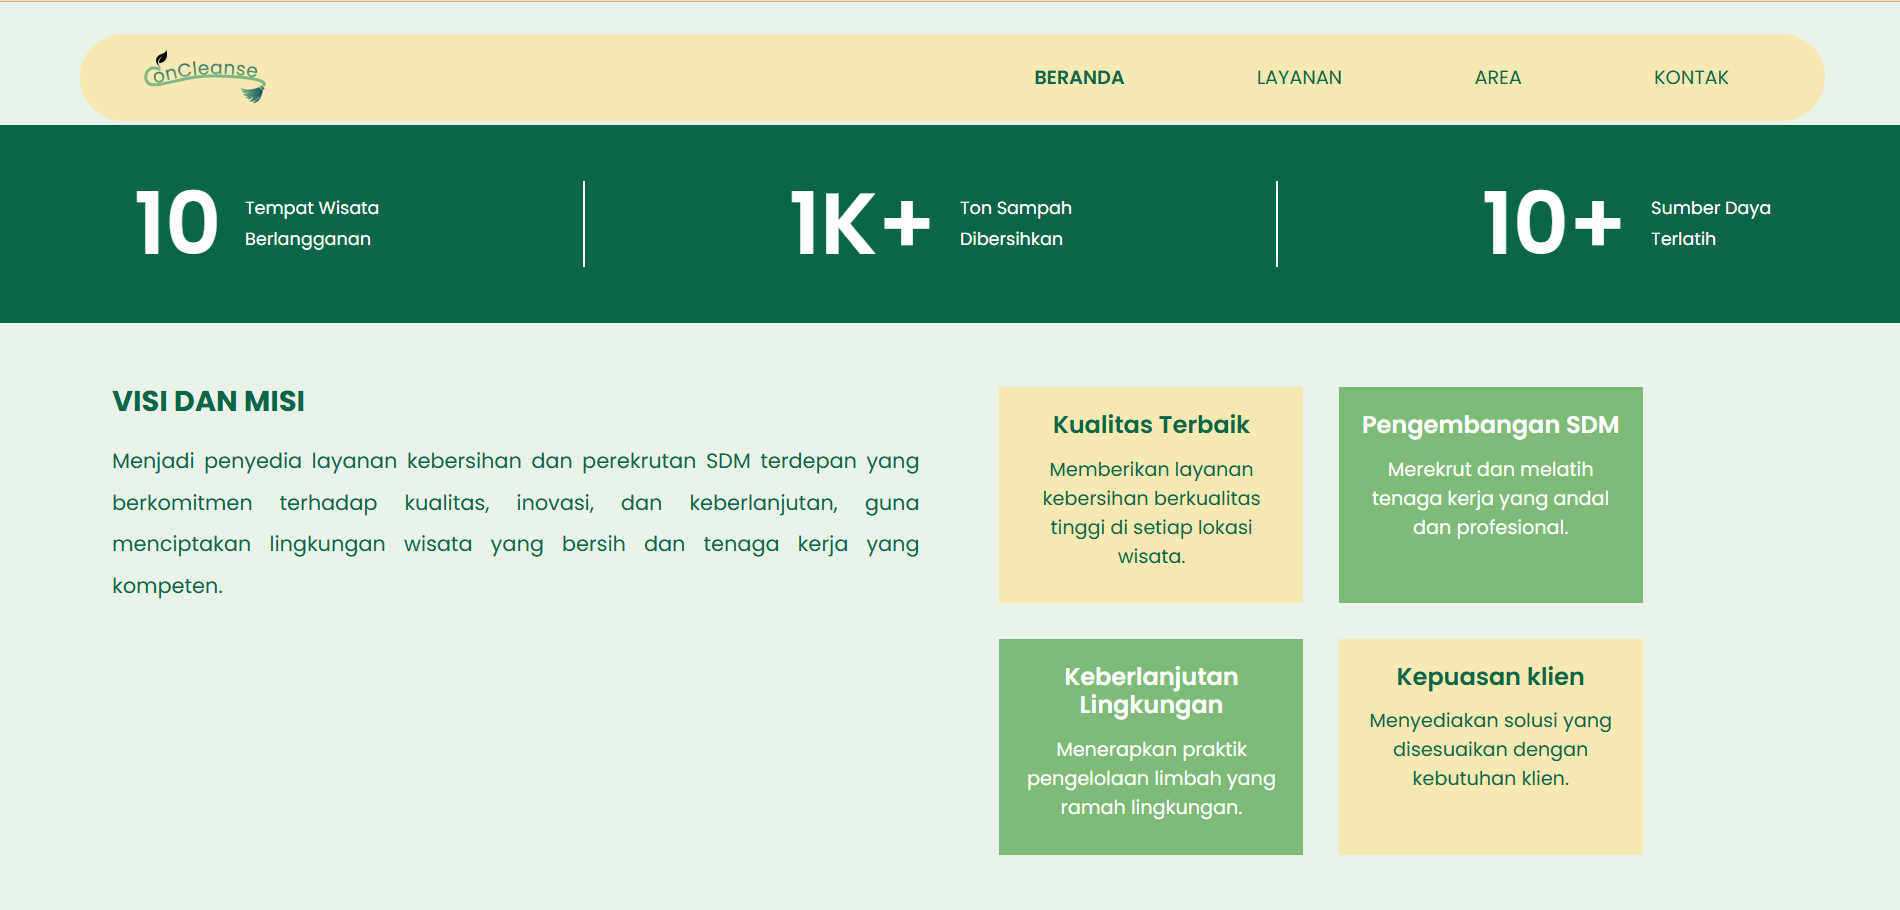 onCleanse
BERANDA
LAYANAN
AREA
KONTAK
10
Tempat Wisata
Berlangganan
1K+
Ton Sampah
Dibersihkan
10+
Sumber Daya
Terlatih
VISI DAN MISI
Menjadi penyedia layanan kebersihan dan perekrutan SDM terdepan yang
berkomitmen terhadap kualitas, inovasi, dan keberlanjutan, guna
menciptakan lingkungan wisata yang bersih dan tenaga kerja yang
kompeten.
Kualitas Terbaik
Memberikan layanan
kebersihan berkualitas
tinggi di setiap lokasi
wisata.
Pengembangan SDM
Merekrut dan melatih
tenaga kerja yang andal
dan profesional.
Keberlanjutan
Lingkungan
Menerapkan praktik
pengelolaan limbah yang
ramah lingkungan.
Kepuasan klien
Menyediakan solusi yang
disesuaikan dengan
kebutuhan klien.